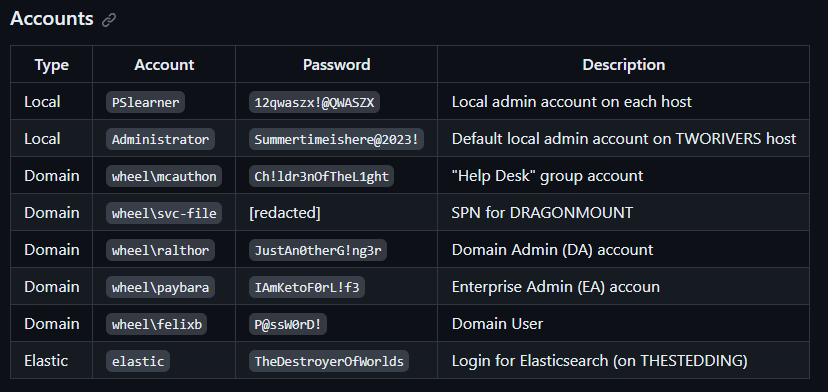 Accounts
Type Account Password Description
Local PSlearner 12qwaszx!@QWASZX Local admin account on each host
Local Administrator Summertimeishere@2023! Default local admin account on TWORIVERS host
Domain wheel\mcauthon Ch!ldr3nOfTheL1ght "Help Desk" group account
Domain wheel\svc-file [redacted] SPN for DRAGONMOUNT
Domain wheel\ralthor JustAn0therG!ng3r Domain Admin (DA) account
Domain wheel\paybara IAmKetoF0rL!f3 Enterprise Admin (EA) accoun
Domain wheel\felixb P@ssW0rD! Domain User
Elastic elastic TheDestroyerOfWorlds Login for Elasticsearch (on THESTEDDING)